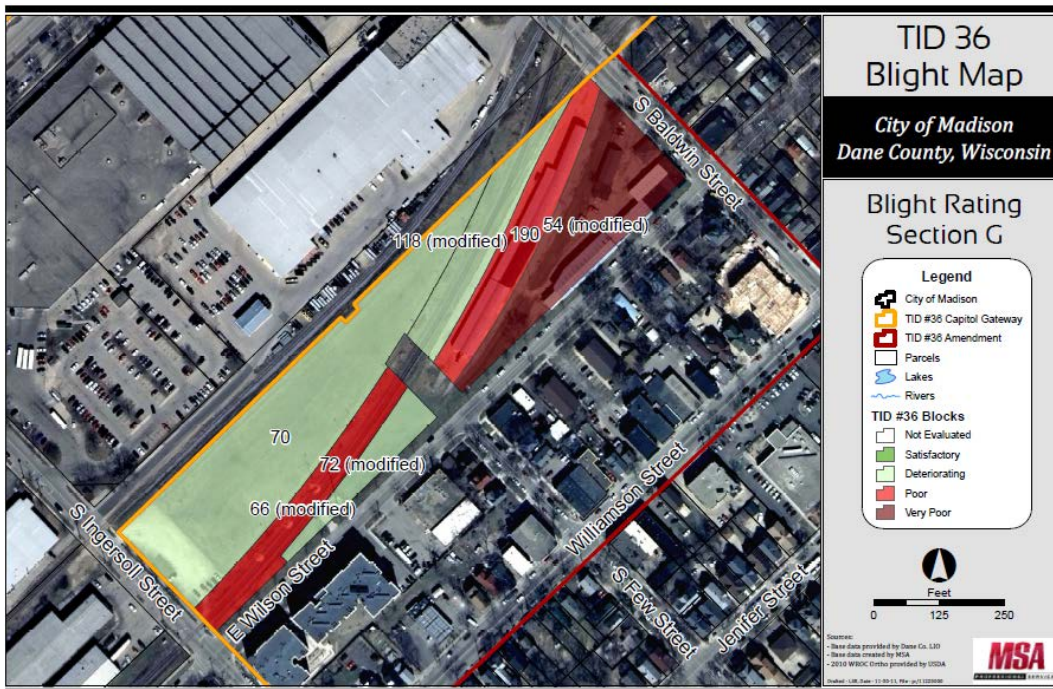 TID 36
Blight Map
City of Madison
Dane County, Wisconsin
Blight Rating
Section G
Legend
City of Madison
TID #36 Capitol Gateway
TID #36 Amendment
Parcels
Lakes
Rivers
TID #36 Blocks
Not Evaluated
Satisfactory
Deteriorating
Poor
Very Poor
Feet
0 125 250
Sources:
- Base data provided by Dane Co. LIO
- Base data created by MSA
- 2010 WROC Ortho provided by USDA
MSA
PROFESSIONAL SERVICES
S Baldwin Street
118 (modified)
190
54 (modified)
70
72 (modified)
66 (modified)
S Ingersoll Street
E Wilson Street
Williamson Street
S Few Street
Jenifer Street